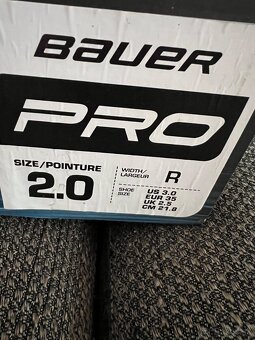 BAUER
PRO
SIZE/POINTURE
2.0
WIDTH/
LARGEUR
R
SHOE
SIZE
US 3.0
EUR 35
UK 2.5
CM 21.8